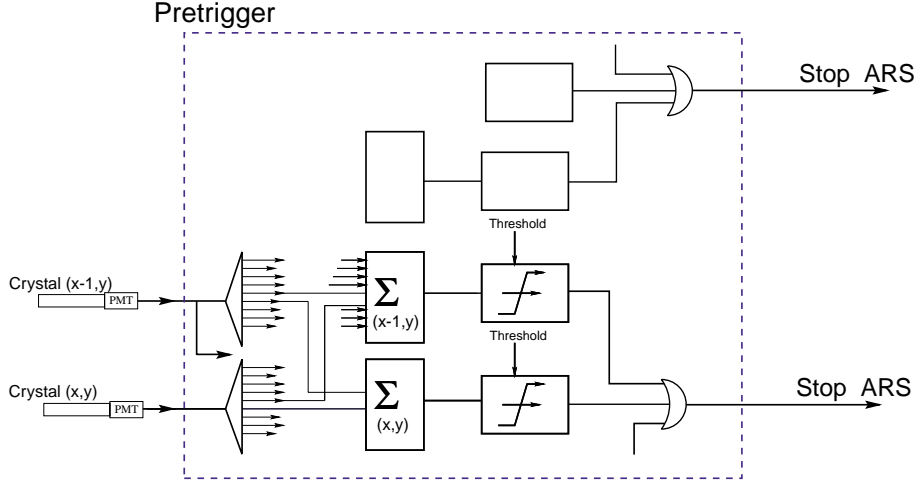 Pretrigger
Stop ARS
Threshold
Crystal (x-1,y)
PMT
Σ
(x-1,y)
Threshold
Crystal (x,y)
PMT
Σ
(x,y)
Stop ARS